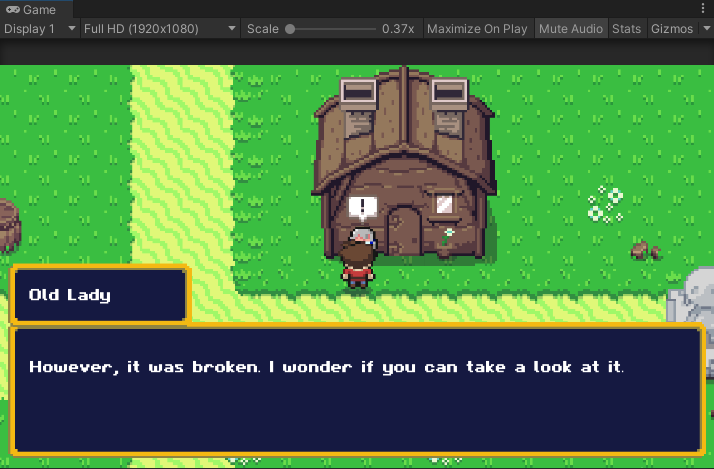 Game
Display 1 Full HD (1920x1080) Scale 0.37x Maximize On Play Mute Audio Stats Gizmos
!
Old Lady
However, it was broken. I wonder if you can take a look at it.